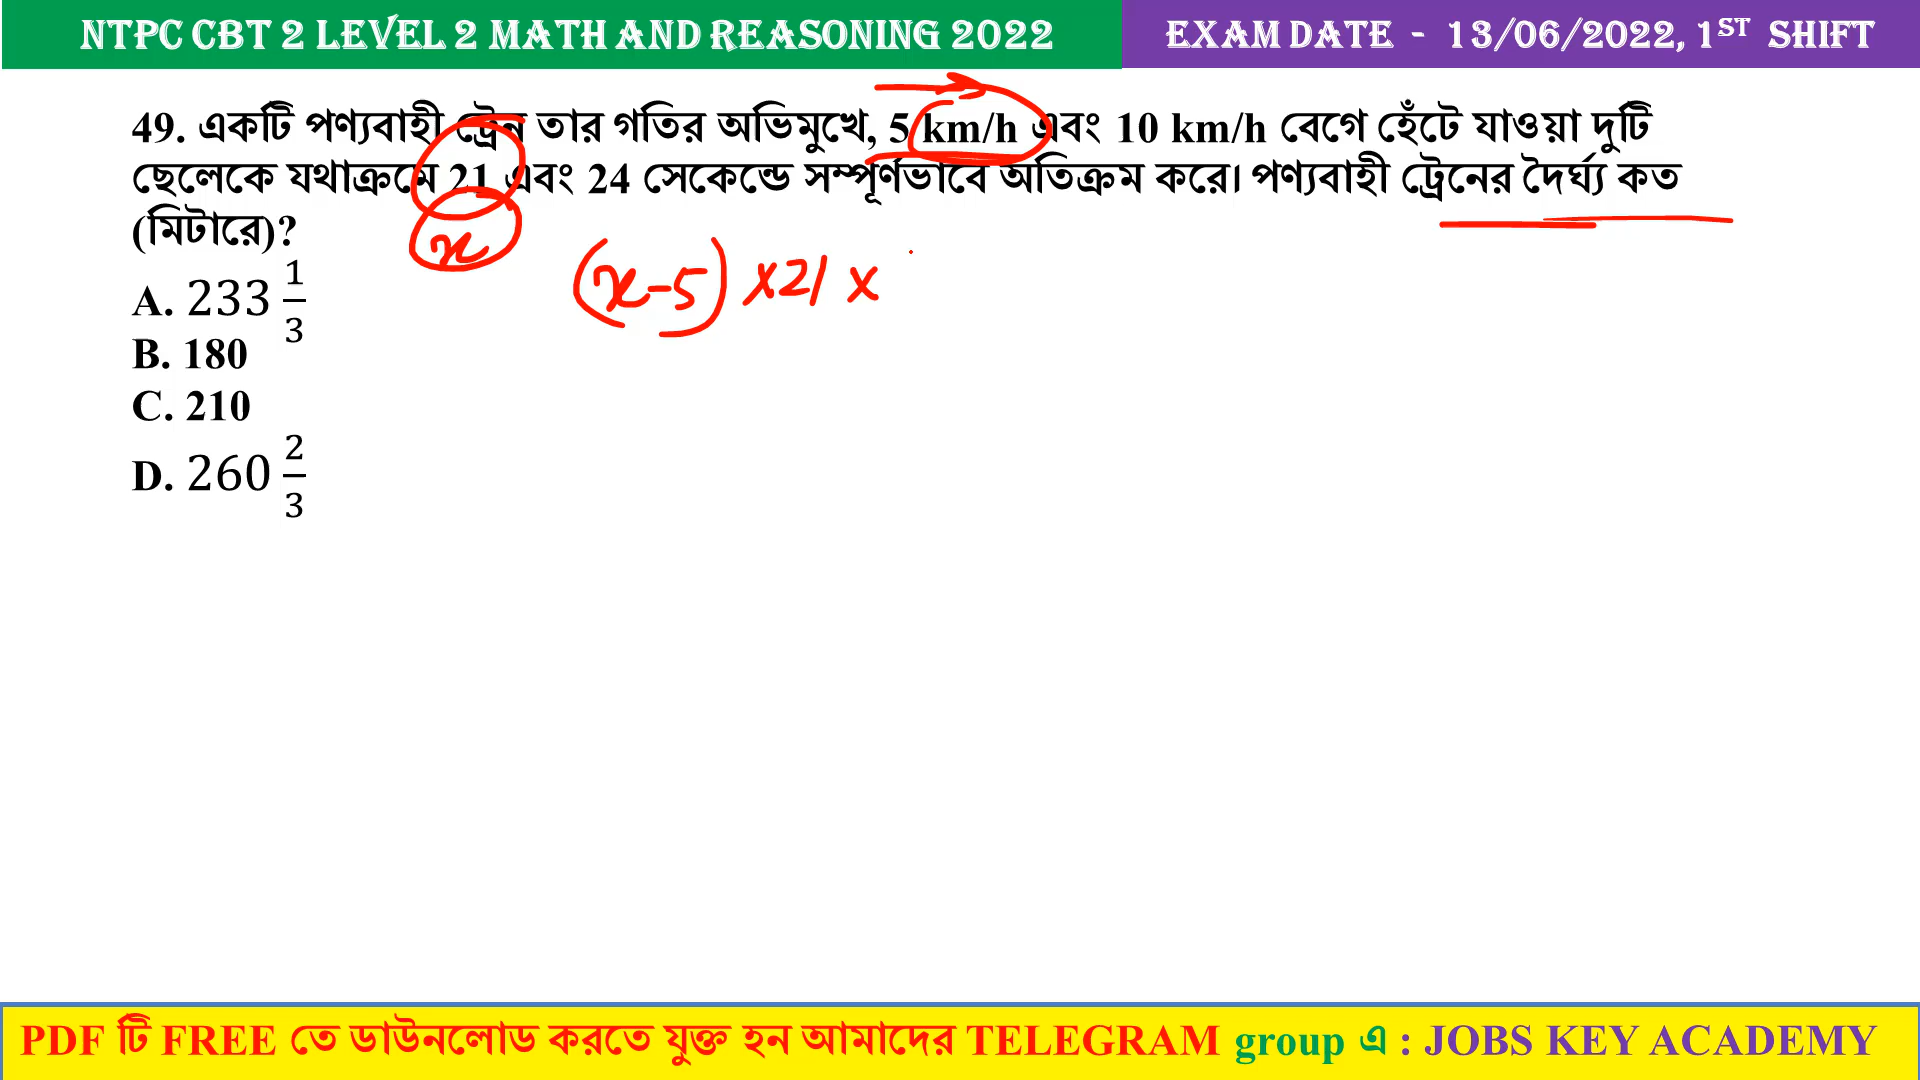 NTPC CBT 2 LEVEL 2 MATH AND REASONING 2022
EXAM DATE - 13/06/2022, 1ST SHIFT
49. একটি পণ্যবাহী ট্রেন তার গতির অভিমুখে, 5 km/h এবং 10 km/h বেগে হেঁটে যাওয়া দুটি
ছেলেকে যথাক্রমে 21 এবং 24 সেকেন্ডে সম্পূর্ণভাবে অতিক্রম করে। পণ্যবাহী ট্রেনের দৈর্ঘ্য কত
(মিটারে)?
x
(x-5) ×21 ×
A. 233 1/3
B. 180
C. 210
D. 260 2/3
PDF টি FREE তে ডাউনলোড করতে যুক্ত হন আমাদের TELEGRAM group এ : JOBS KEY ACADEMY